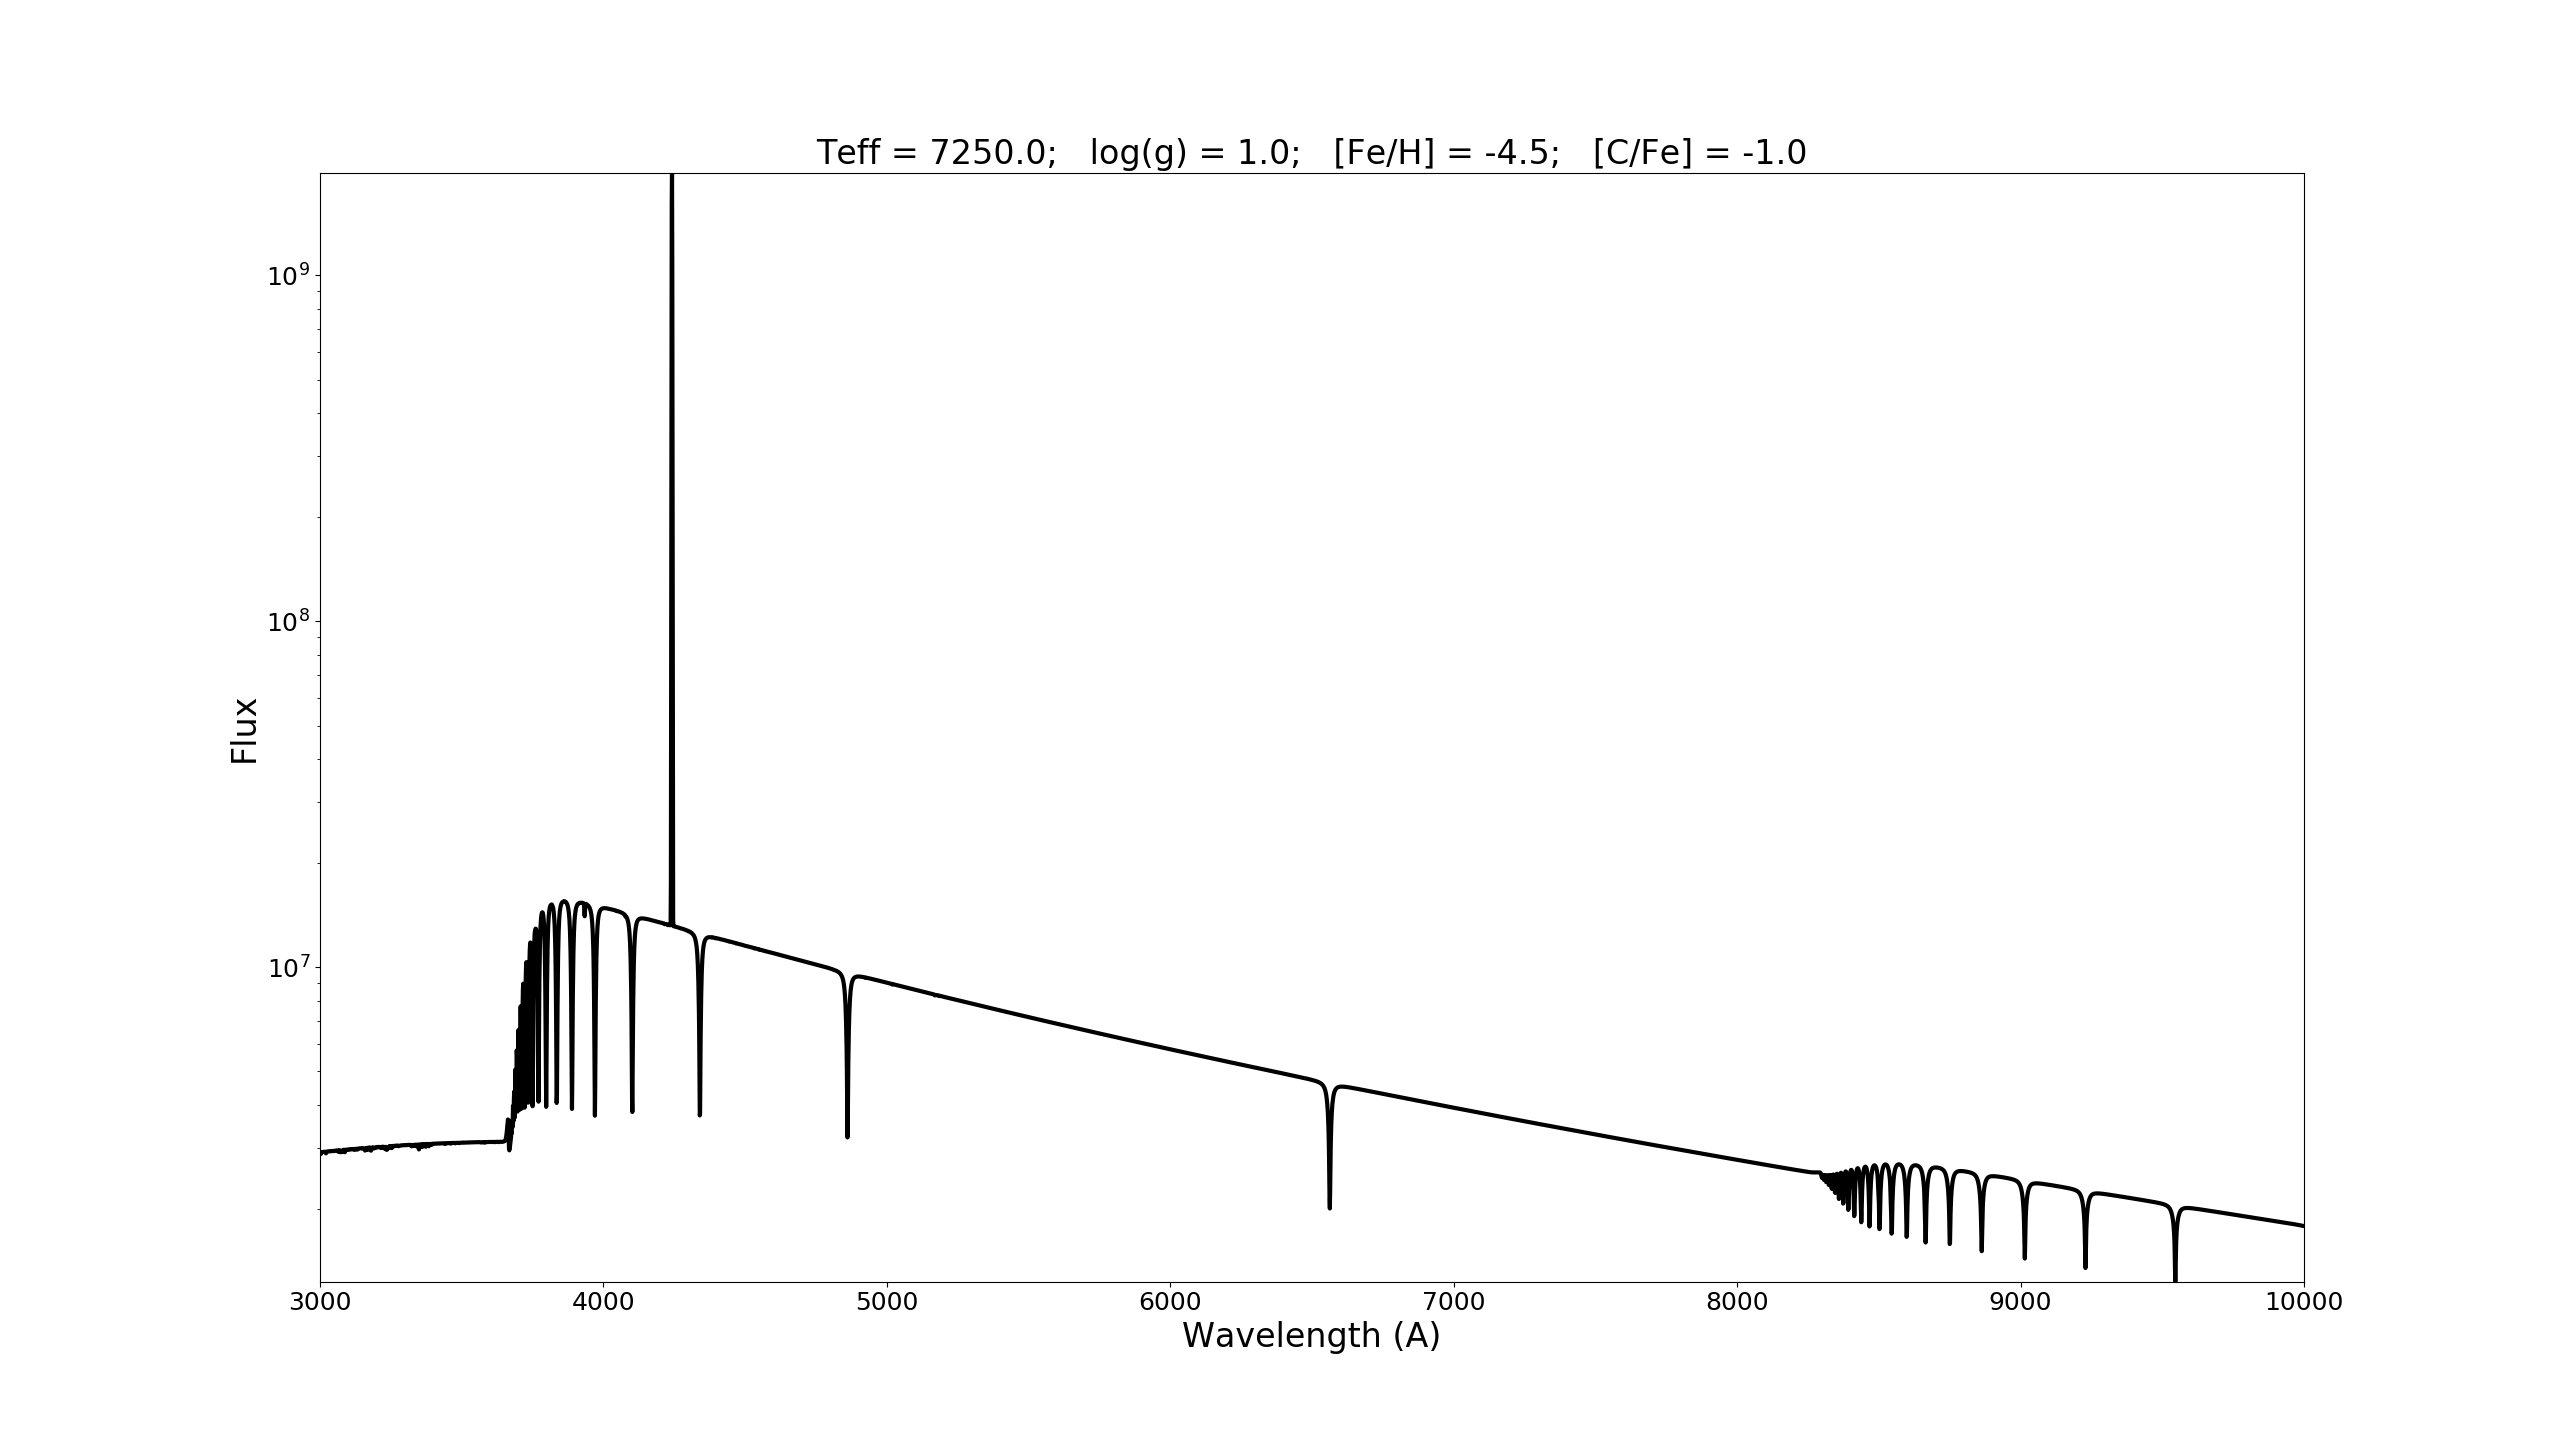 Teff = 7250.0;   log(g) = 1.0;   [Fe/H] = -4.5;   [C/Fe] = -1.0
10⁹
10⁸
10⁷
Flux
3000 4000 5000 6000 7000 8000 9000 10000
Wavelength (A)